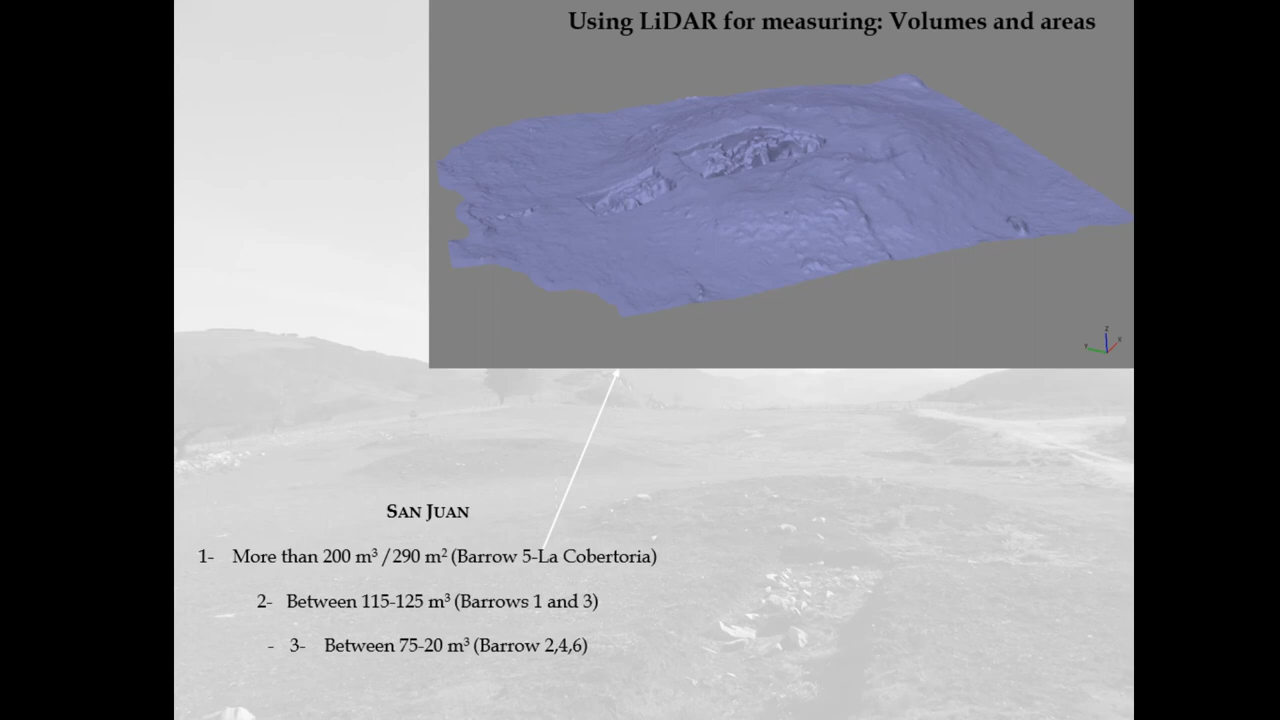 Using LiDAR for measuring: Volumes and areas
Z
Y
X
SAN JUAN
1- More than 200 m³ /290 m² (Barrow 5-La Cobertoria)
2- Between 115-125 m³ (Barrows 1 and 3)
- 3- Between 75-20 m³ (Barrow 2,4,6)